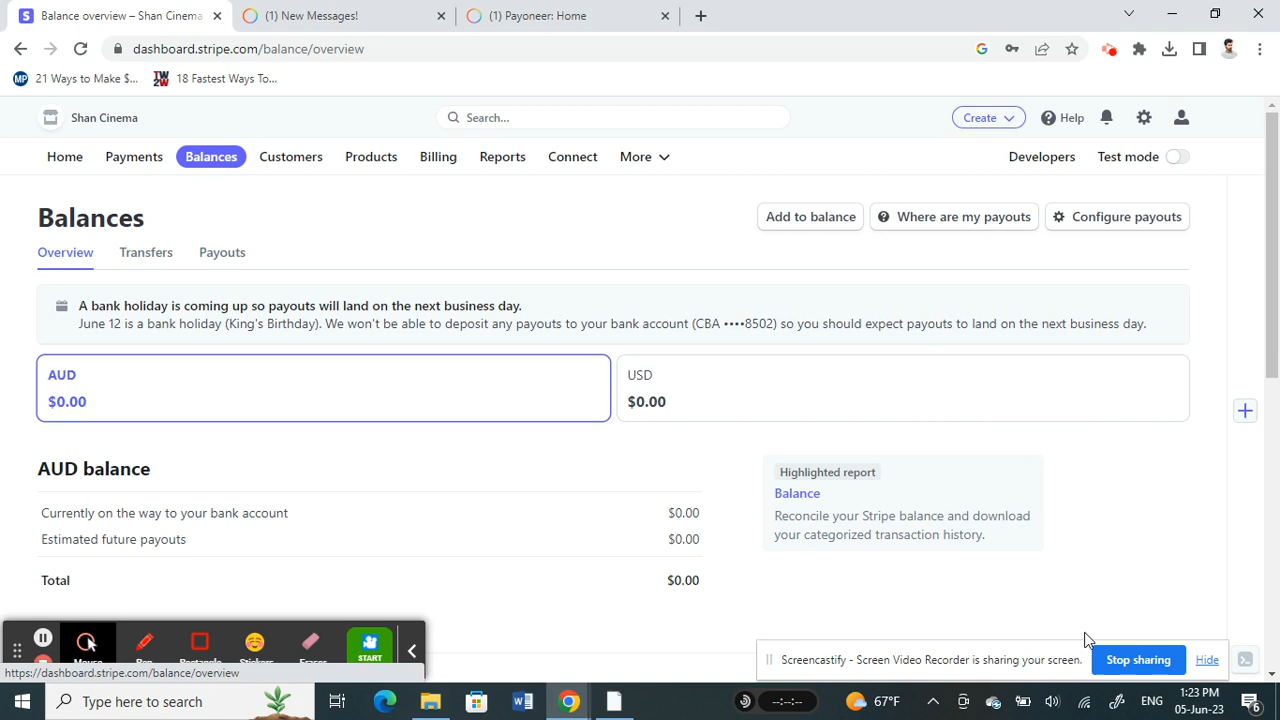 Balance overview – Shan Cinema
(1) New Messages!
(1) Payoneer: Home
dashboard.stripe.com/balance/overview
MP 21 Ways to Make $...
TW2W 18 Fastest Ways To...
Shan Cinema
Search...
Create
Help
Home
Payments
Balances
Customers
Products
Billing
Reports
Connect
More
Developers
Test mode
Balances
Add to balance
Where are my payouts
Configure payouts
Overview
Transfers
Payouts
A bank holiday is coming up so payouts will land on the next business day.
June 12 is a bank holiday (King's Birthday). We won't be able to deposit any payouts to your bank account (CBA ••••8502) so you should expect payouts to land on the next business day.
AUD
$0.00
USD
$0.00
AUD balance
Currently on the way to your bank account $0.00
Estimated future payouts $0.00
Total $0.00
Highlighted report
Balance
Reconcile your Stripe balance and download
your categorized transaction history.
Mouse
Pen
Rectangle
Stickers
Eraser
START
https://dashboard.stripe.com/balance/overview
Screencastify - Screen Video Recorder is sharing your screen.
Stop sharing
Hide
Type here to search
--:--:--
67°F
ENG
1:23 PM
05-Jun-23
6